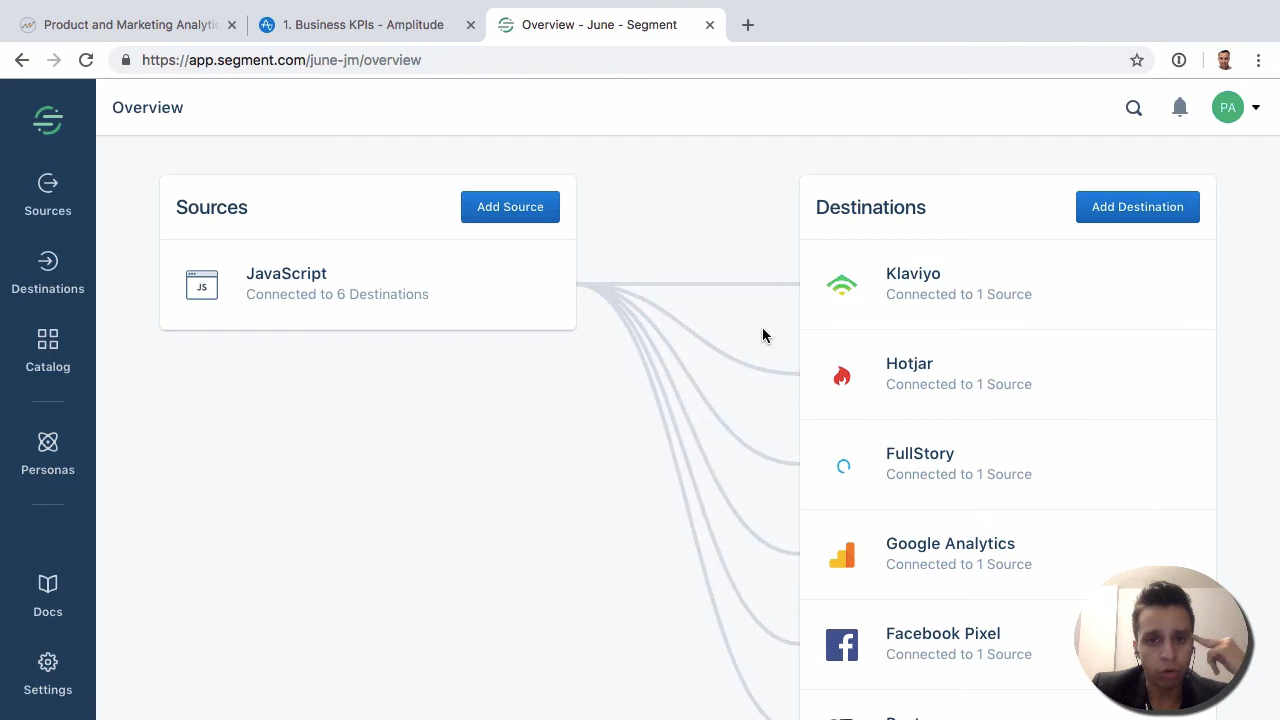 Product and Marketing Analytic
1. Business KPIs - Amplitude
Overview - June - Segment
https://app.segment.com/june-jm/overview
Overview
PA
Sources
Destinations
Catalog
Personas
Docs
Settings
Sources
Add Source
JS
JavaScript
Connected to 6 Destinations
Destinations
Add Destination
Klaviyo
Connected to 1 Source
Hotjar
Connected to 1 Source
FullStory
Connected to 1 Source
Google Analytics
Connected to 1 Source
Facebook Pixel
Connected to 1 Source